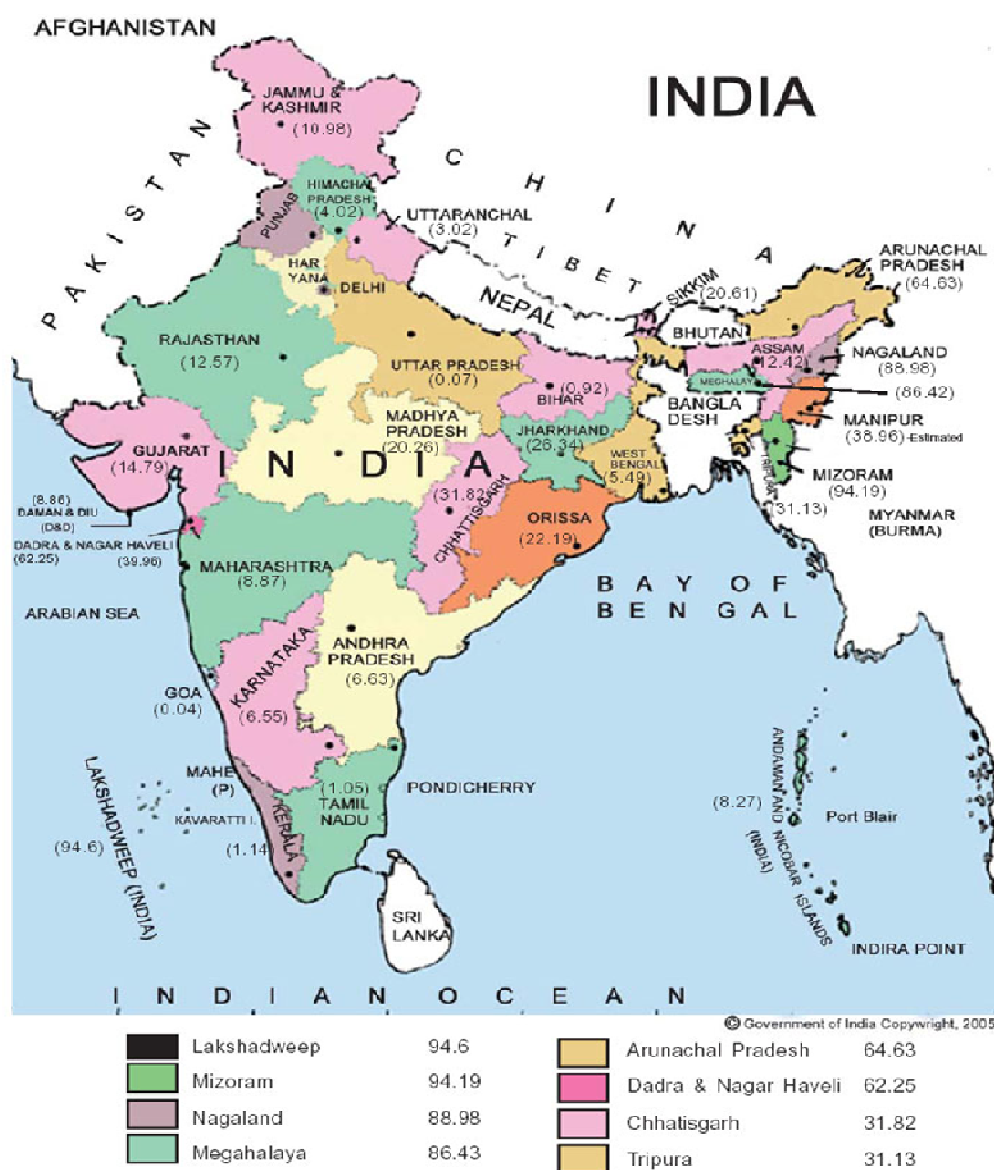 AFGHANISTAN
INDIA
JAMMU &
KASHMIR
(10.98)
PAKISTAN
CHINA
TIBET
HIMACHAL
PRADESH
(4.02)
PUNJAB
UTTARANCHAL
(3.02)
HAR
YANA
DELHI
NEPAL
SIKKIM
(20.61)
BHUTAN
ARUNACHAL
PRADESH
(64.63)
RAJASTHAN
(12.57)
UTTAR PRADESH
(0.07)
(0.92)
BIHAR
ASSAM
12.42)
NAGALAND
(88.98)
MEGHALAY
(86.42)
BANGLA
DESH
MANIPUR
(38.96)-Estimated
MADHYA
PRADESH
(20.26)
JHARKHAND
(26.34)
WEST
BENGAL
(5.49)
TRIPURA
(31.13)
MIZORAM
(94.19)
MYANMAR
(BURMA)
GUJARAT
(14.79)
INDIA
(31.82)
CHHATTISGARH
ORISSA
(22.19)
(8.86)
DAMAN & DIU
(D&D)
DADRA & NAGAR HAVELI
(62.25)
(39.96)
MAHARASHTRA
(8.87)
ARABIAN SEA
BAY OF
BENGAL
ANDHRA
PRADESH
(6.63)
KARNATAKA
(6.55)
GOA
(0.04)
MAHE
(P)
(1.05)
TAMIL
NADU
PONDICHERRY
LAKSHADWEEP (INDIA)
KAVARATTI I.
(94.6)
(1.14
KERALA
ANDAMAN AND NICOBAR ISLANDS
(INDIA)
(8.27)
Port Blair
SRI
LANKA
INDIRA POINT
INDIAN OCEAN
© Government of India Copywright, 2005
Lakshadweep 94.6
Mizoram 94.19
Nagaland 88.98
Megahalaya 86.43
Arunachal Pradesh 64.63
Dadra & Nagar Haveli 62.25
Chhatisgarh 31.82
Tripura 31.13